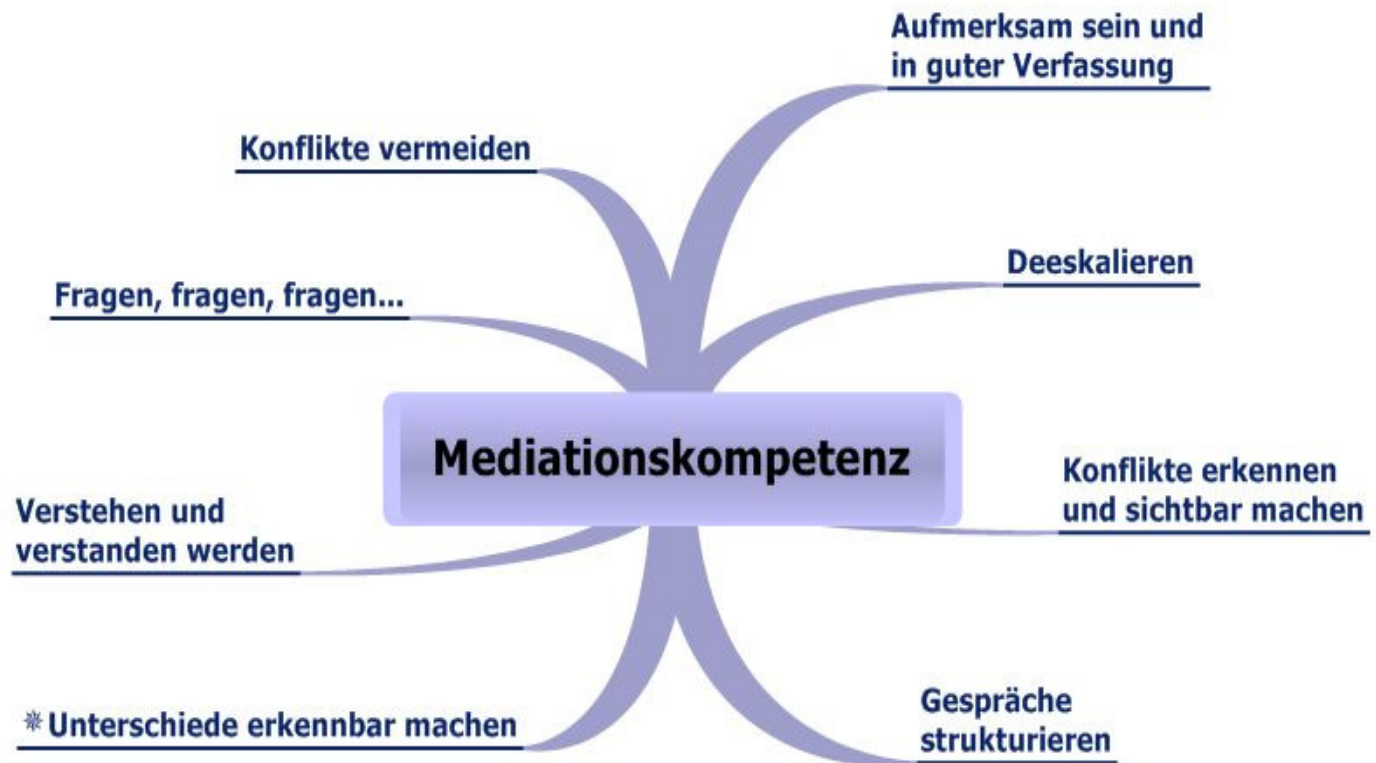 Aufmerksam sein und
in guter Verfassung
Konflikte vermeiden
Deeskalieren
Fragen, fragen, fragen...
Mediationskompetenz
Konflikte erkennen
und sichtbar machen
Verstehen und
verstanden werden
Gespräche
strukturieren
*Unterschiede erkennbar machen